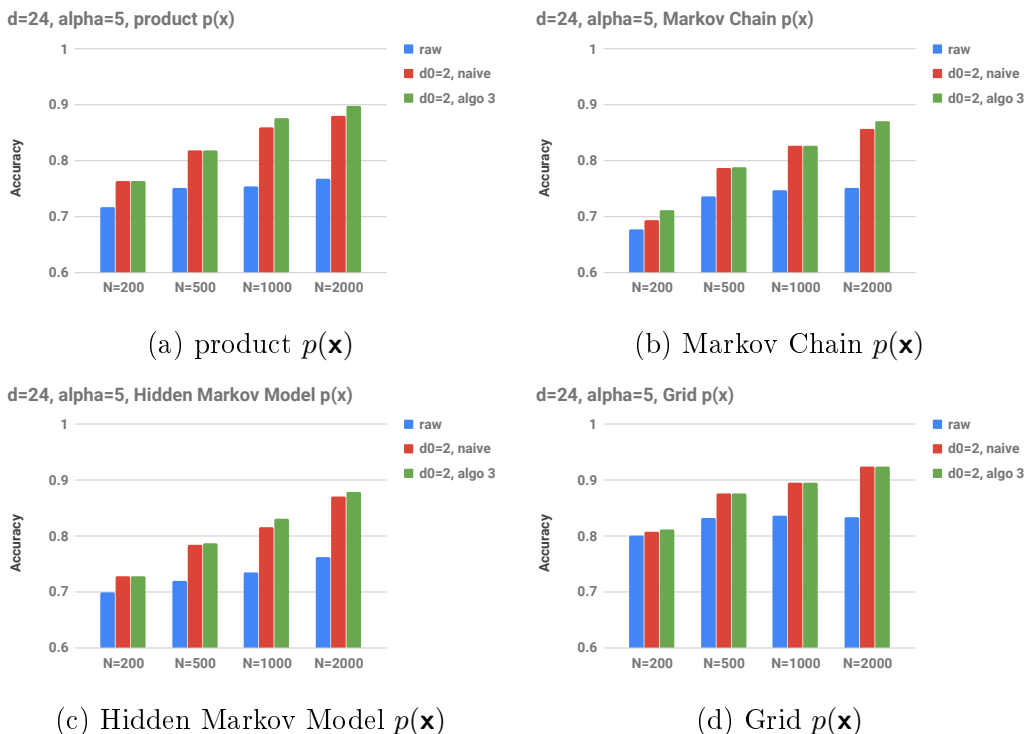 d=24, alpha=5, product p(x)
1
0.9
0.8
0.7
0.6
Accuracy
N=200 N=500 N=1000 N=2000
raw
d0=2, naive
d0=2, algo 3
(a) product p(x)
d=24, alpha=5, Markov Chain p(x)
1
0.9
0.8
0.7
0.6
Accuracy
N=200 N=500 N=1000 N=2000
raw
d0=2, naive
d0=2, algo 3
(b) Markov Chain p(x)
d=24, alpha=5, Hidden Markov Model p(x)
1
0.9
0.8
0.7
0.6
Accuracy
N=200 N=500 N=1000 N=2000
raw
d0=2, naive
d0=2, algo 3
(c) Hidden Markov Model p(x)
d=24, alpha=5, Grid p(x)
1
0.9
0.8
0.7
0.6
Accuracy
N=200 N=500 N=1000 N=2000
raw
d0=2, naive
d0=2, algo 3
(d) Grid p(x)